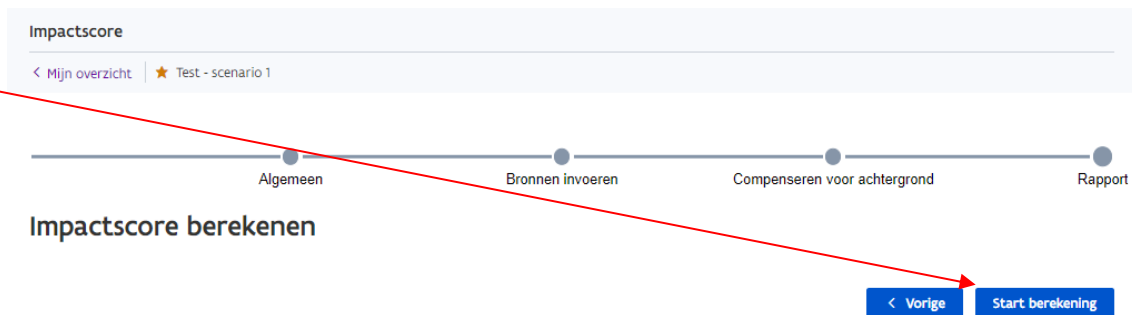 Impactscore
< Mijn overzicht ★ Test - scenario 1
Algemeen Bronnen invoeren Compenseren voor achtergrond Rapport
Impactscore berekenen
< Vorige Start berekening